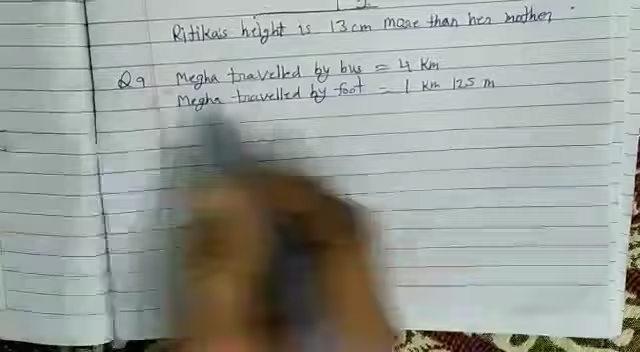 Ritikas height is 13 cm more than her mother.
Q9 Megha travelled by bus = 4 Km
Megha travelled by foot = 1 Km 125 m